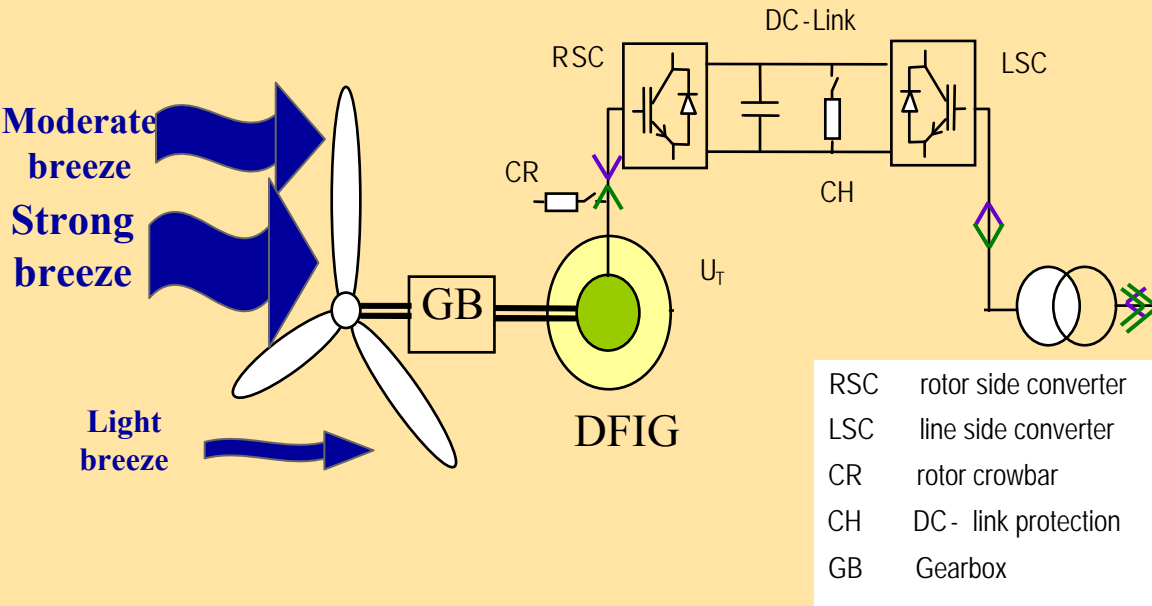 DC-Link
RSC
LSC
Moderate
breeze
CR
CH
Strong
breeze
U_T
GB
Light
breeze
DFIG
RSC rotor side converter
LSC line side converter
CR rotor crowbar
CH DC- link protection
GB Gearbox